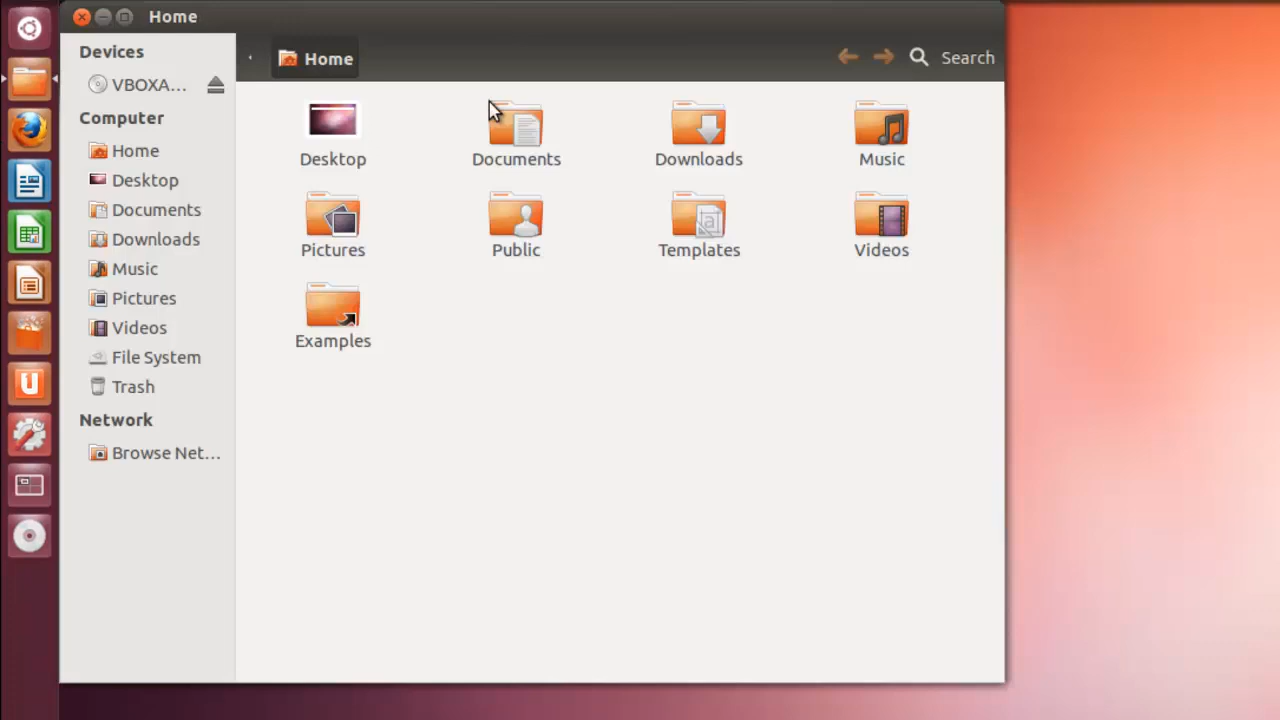 Home
Devices
VBOXA...
Computer
Home
Desktop
Documents
Downloads
Music
Pictures
Videos
File System
Trash
Network
Browse Net...
Home
Search
Desktop
Documents
Downloads
Music
Pictures
Public
Templates
Videos
Examples